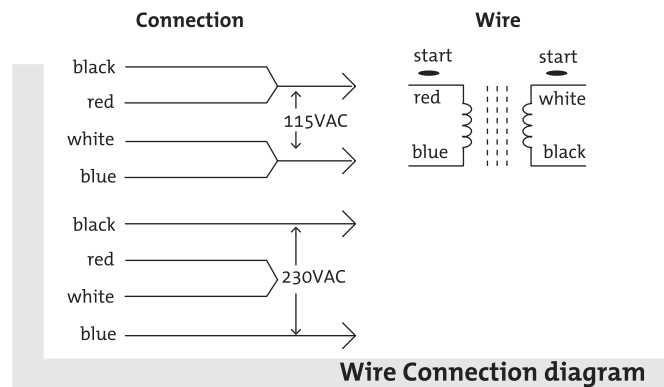 Connection
black
red
115VAC
white
blue
black
red
230VAC
white
blue
Wire
start
start
red
white
blue
black
Wire Connection diagram